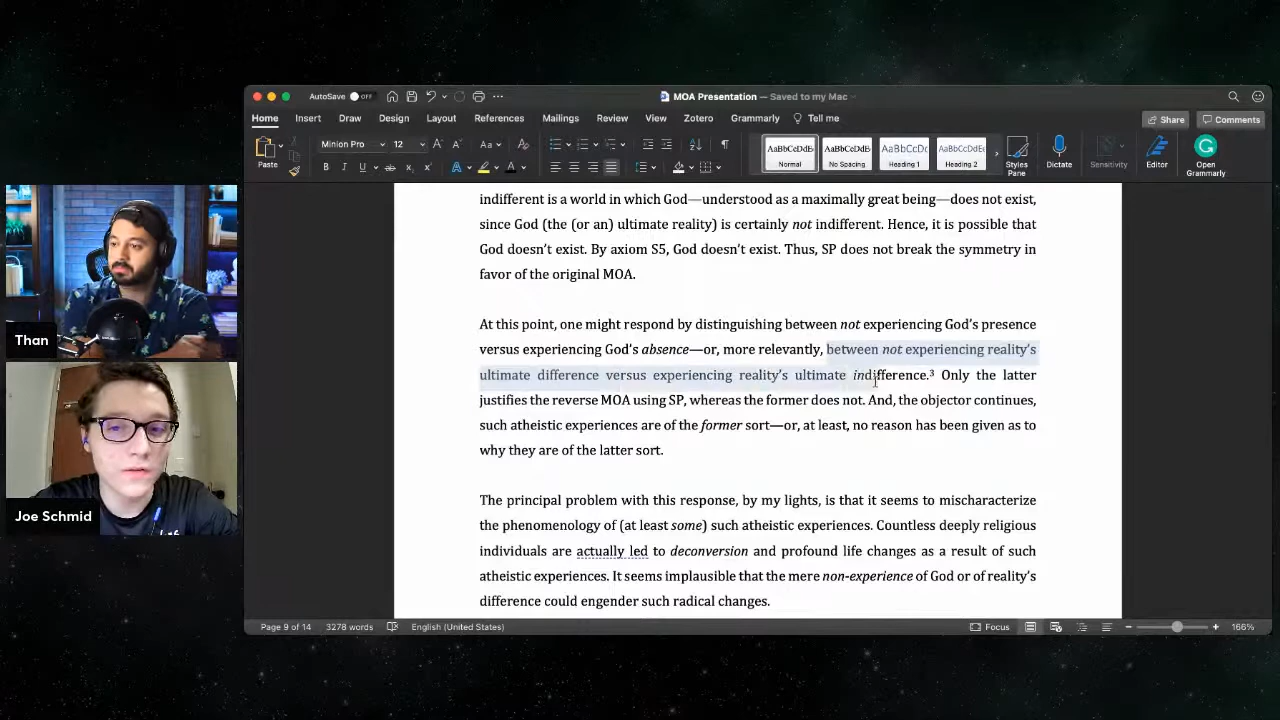 AutoSave OFF
MOA Presentation — Saved to my Mac
Home Insert Draw Design Layout References Mailings Review View Zotero Grammarly Tell me
Share Comments
Paste
Minion Pro 12
AaBbCcDdEe AaBbCcDdEe AaBbCcDc AaBbCcDdEe
Normal No Spacing Heading 1 Heading 2
Styles Pane
Dictate
Sensitivity
Editor
Open Grammarly
indifferent is a world in which God—understood as a maximally great being—does not exist,
since God (the (or an) ultimate reality) is certainly not indifferent. Hence, it is possible that
God doesn’t exist. By axiom S5, God doesn’t exist. Thus, SP does not break the symmetry in
favor of the original MOA.
At this point, one might respond by distinguishing between not experiencing God’s presence
versus experiencing God’s absence—or, more relevantly, between not experiencing reality’s
ultimate difference versus experiencing reality’s ultimate indifference.³ Only the latter
justifies the reverse MOA using SP, whereas the former does not. And, the objector continues,
such atheistic experiences are of the former sort—or, at least, no reason has been given as to
why they are of the latter sort.
The principal problem with this response, by my lights, is that it seems to mischaracterize
the phenomenology of (at least some) such atheistic experiences. Countless deeply religious
individuals are actually led to deconversion and profound life changes as a result of such
atheistic experiences. It seems implausible that the mere non-experience of God or of reality’s
difference could engender such radical changes.
Page 9 of 14 3278 words English (United States) Focus 166%
Than
Joe Schmid